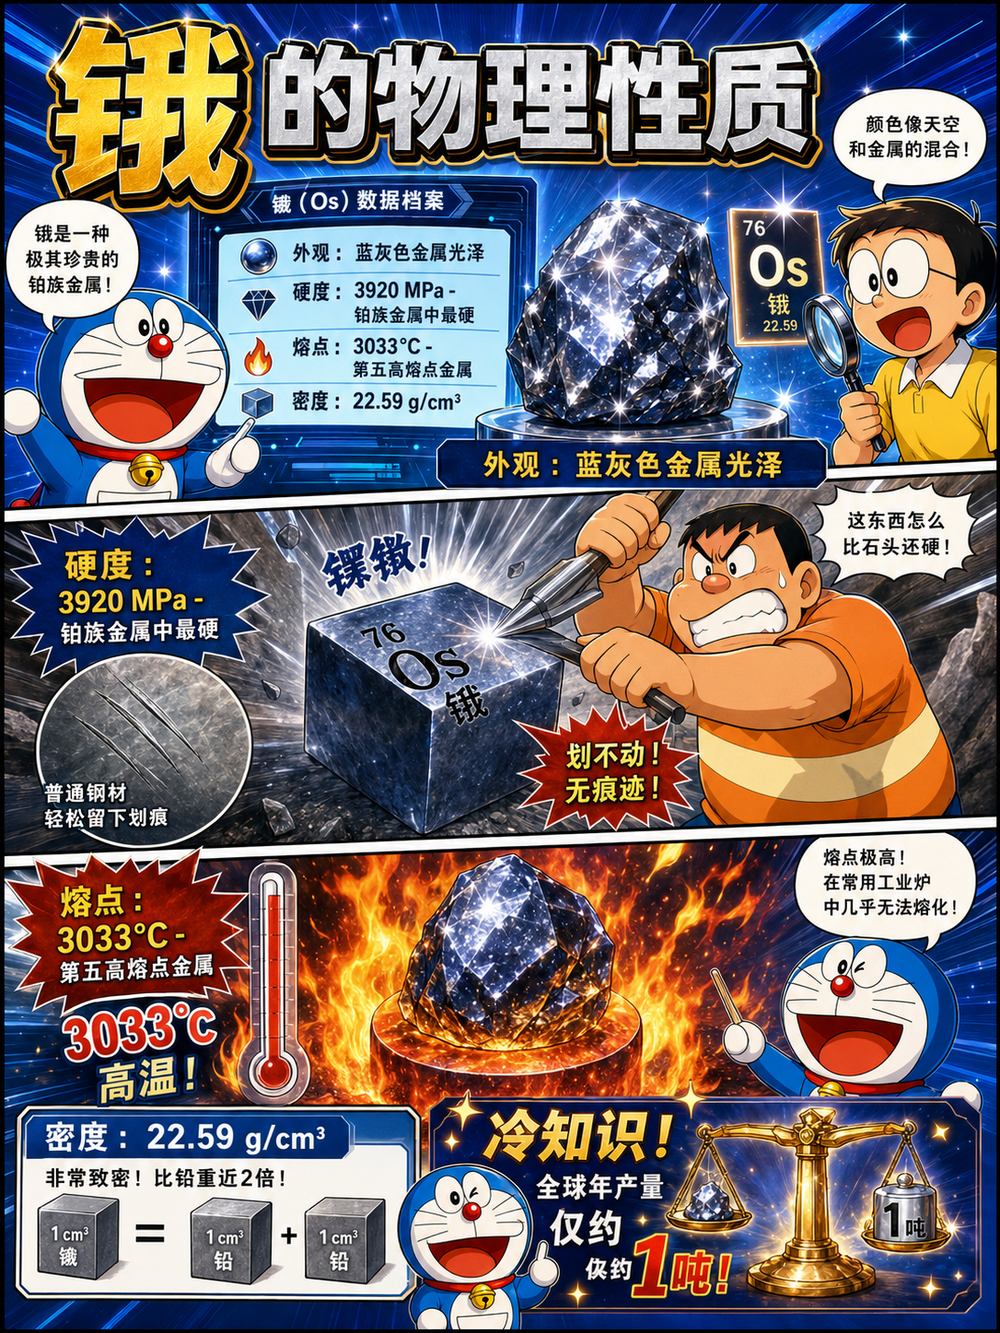 锇的物理性质
颜色像天空
和金属的混合！
锇是一种
极其珍贵的
铂族金属！
锇（Os）数据档案
外观：蓝灰色金属光泽
硬度：3920 MPa -
铂族金属中最硬
熔点：3033°C -
第五高熔点金属
密度：22.59 g/cm³
76
Os
锇
22.59
外观：蓝灰色金属光泽
硬度：
3920 MPa -
铂族金属中最硬
这东西怎么
比石头还硬！
76
Os
锇
划不动！
无痕迹！
普通钢材
轻松留下划痕
熔点：
3033°C -
第五高熔点金属
3033°C
高温！
熔点极高！
在常用工业炉
中几乎无法熔化！
密度：22.59 g/cm³
非常致密！比铅重近2倍！
1 cm³
锇
=
1 cm³
铅
+
1 cm³
铅
冷知识！
全球年产量
仅约
1吨！
1吨